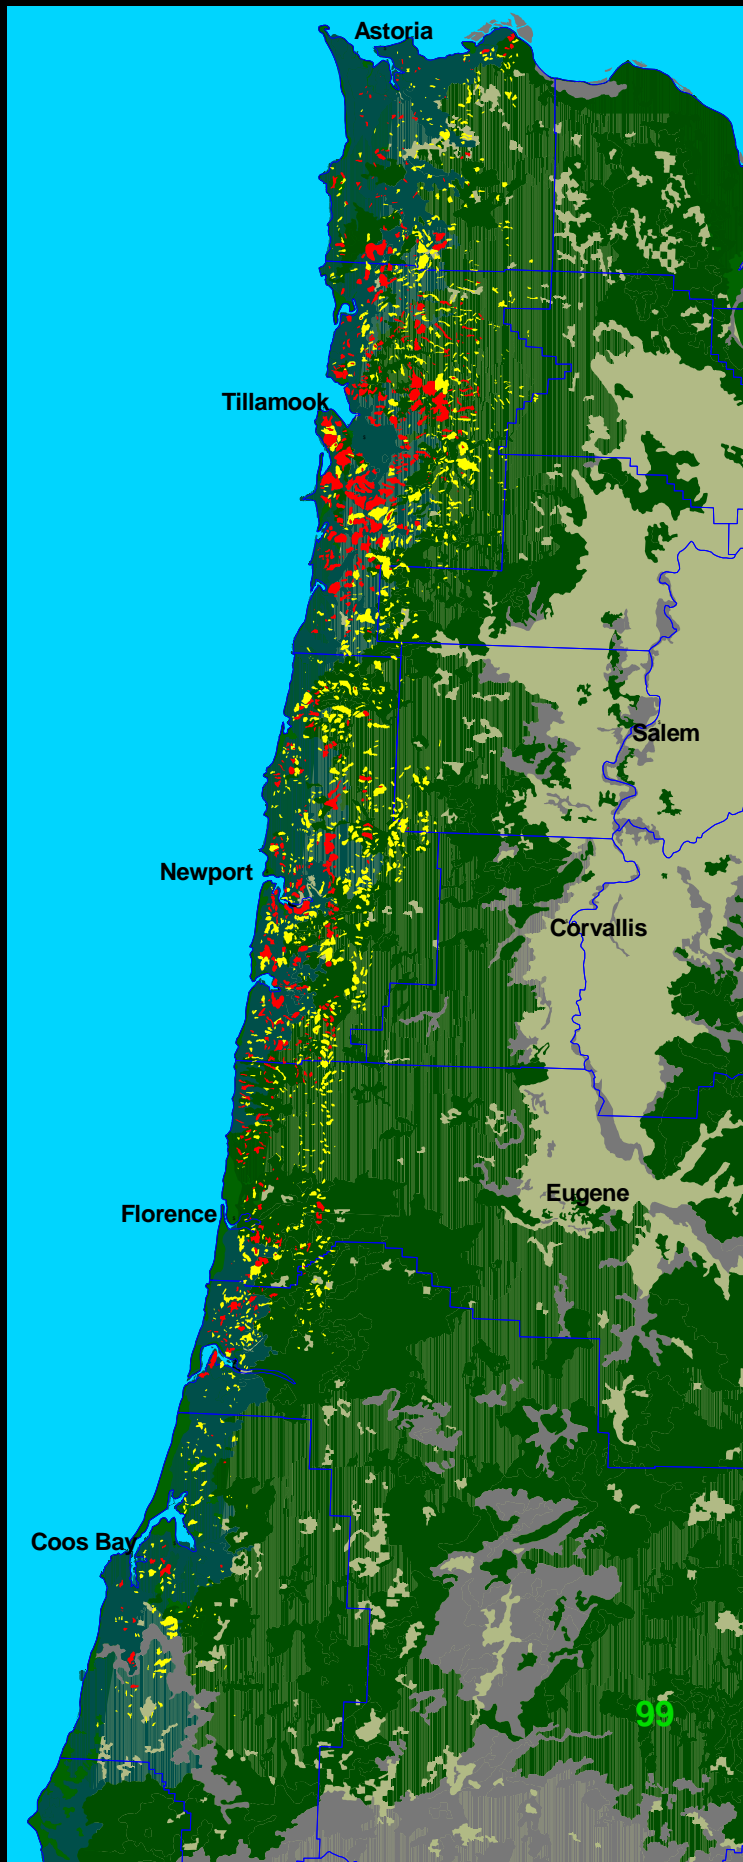 Astoria
Tillamook
Salem
Newport
Corvallis
Eugene
Florence
Coos Bay
99